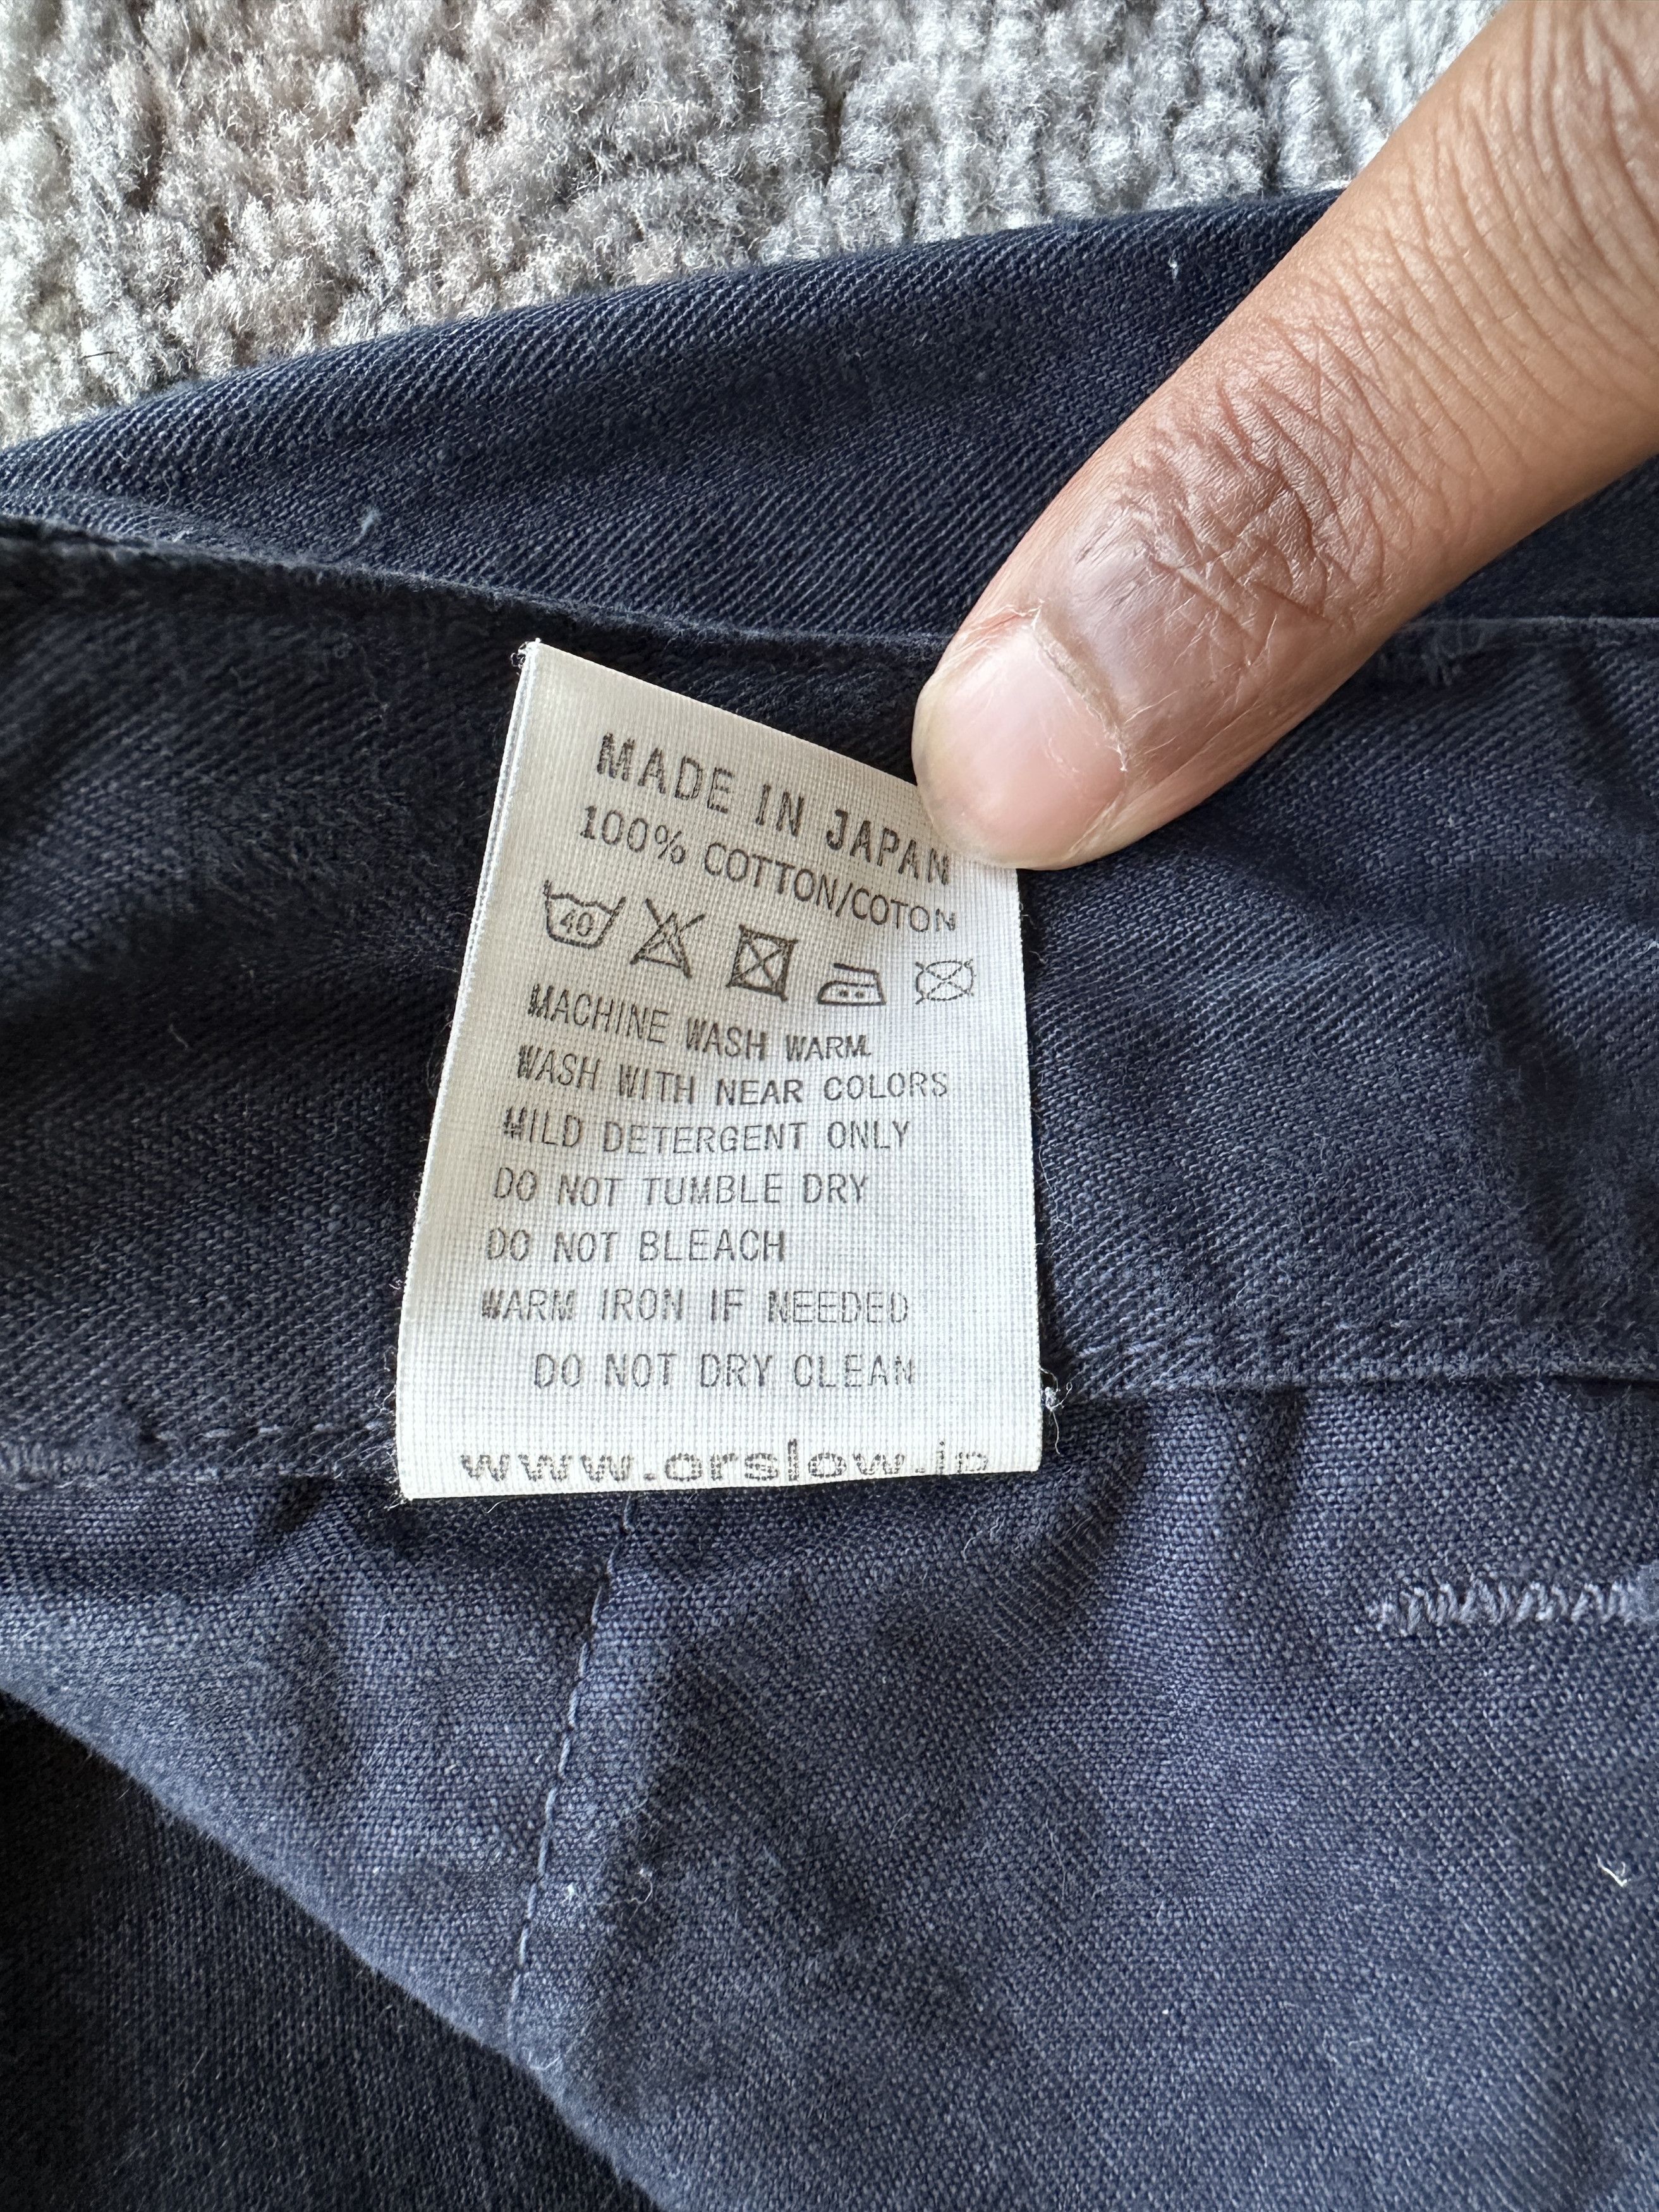 MADE IN JAPAN
100% COTTON/COTON
40
MACHINE WASH WARM.
WASH WITH NEAR COLORS
MILD DETERGENT ONLY
DO NOT TUMBLE DRY
DO NOT BLEACH
WARM IRON IF NEEDED
DO NOT DRY CLEAN
www.orslow.jp